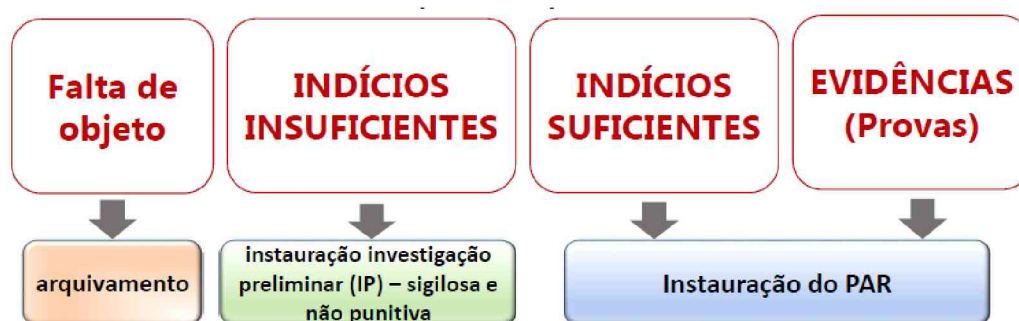 Falta de
objeto
INDÍCIOS
INSUFICIENTES
INDÍCIOS
SUFICIENTES
EVIDÊNCIAS
(Provas)
arquivamento
instauração investigação
preliminar (IP) – sigilosa e
não punitiva
Instauração do PAR